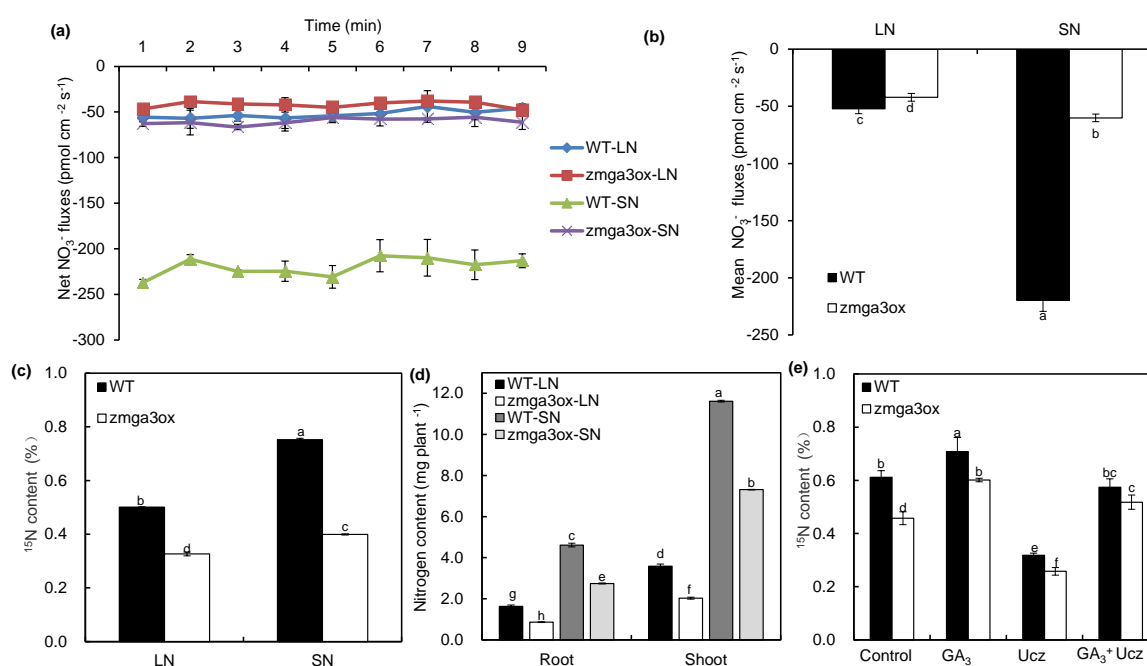 (a)
Time (min)
1 2 3 4 5 6 7 8 9
0
-50
-100
-150
-200
-250
-300
Net NO₃⁻ fluxes (pmol cm⁻² s⁻¹)
WT-LN
zmga3ox-LN
WT-SN
zmga3ox-SN
(b)
LN SN
0
-50
-100
-150
-200
-250
Mean NO₃⁻ fluxes (pmol cm⁻² s⁻¹)
c d a b
WT
zmga3ox
(c)
1.0
0.8
0.6
0.4
0.2
0.0
¹⁵N content (%)
WT
zmga3ox
b d a c
LN SN
(d)
12.0
10.0
8.0
6.0
4.0
2.0
0.0
Nitrogen content (mg plant⁻¹)
WT-LN
zmga3ox-LN
WT-SN
zmga3ox-SN
g h c e d f a b
Root Shoot
(e)
1.0
0.8
0.6
0.4
0.2
0.0
¹⁵N content (%)
WT
zmga3ox
b d a b e f bc c
Control GA₃ Ucz GA₃⁺ Ucz